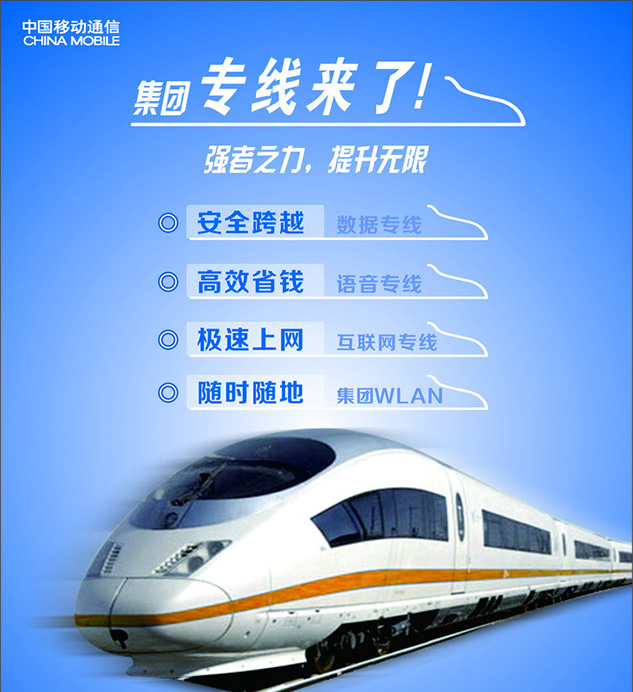 中国移动通信
CHINA MOBILE
集团 专线来了!
强者之力，提升无限
安全跨越 数据专线
高效省钱 语音专线
极速上网 互联网专线
随时随地 集团WLAN